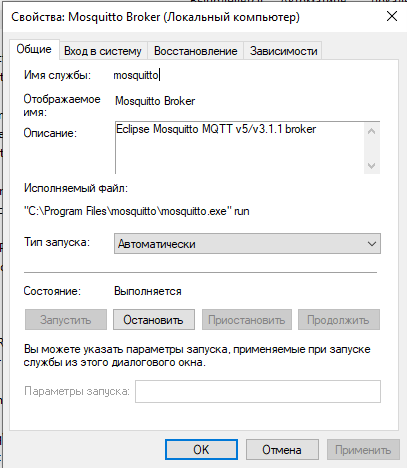 Свойства: Mosquitto Broker (Локальный компьютер)
Общие Вход в систему Восстановление Зависимости
Имя службы: mosquitto
Отображаемое имя: Mosquitto Broker
Описание: Eclipse Mosquitto MQTT v5/v3.1.1 broker
Исполняемый файл:
"C:\Program Files\mosquitto\mosquitto.exe" run
Тип запуска: Автоматически
Состояние: Выполняется
Запустить Остановить Приостановить Продолжить
Вы можете указать параметры запуска, применяемые при запуске
службы из этого диалогового окна.
Параметры запуска:
OK Отмена Применить